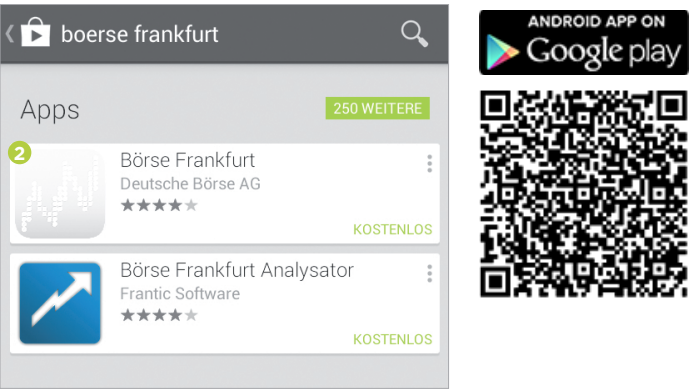 boerse frankfurt
Apps
250 WEITERE
2
Börse Frankfurt
Deutsche Börse AG
KOSTENLOS
Börse Frankfurt Analysator
Frantic Software
KOSTENLOS
ANDROID APP ON
Google play